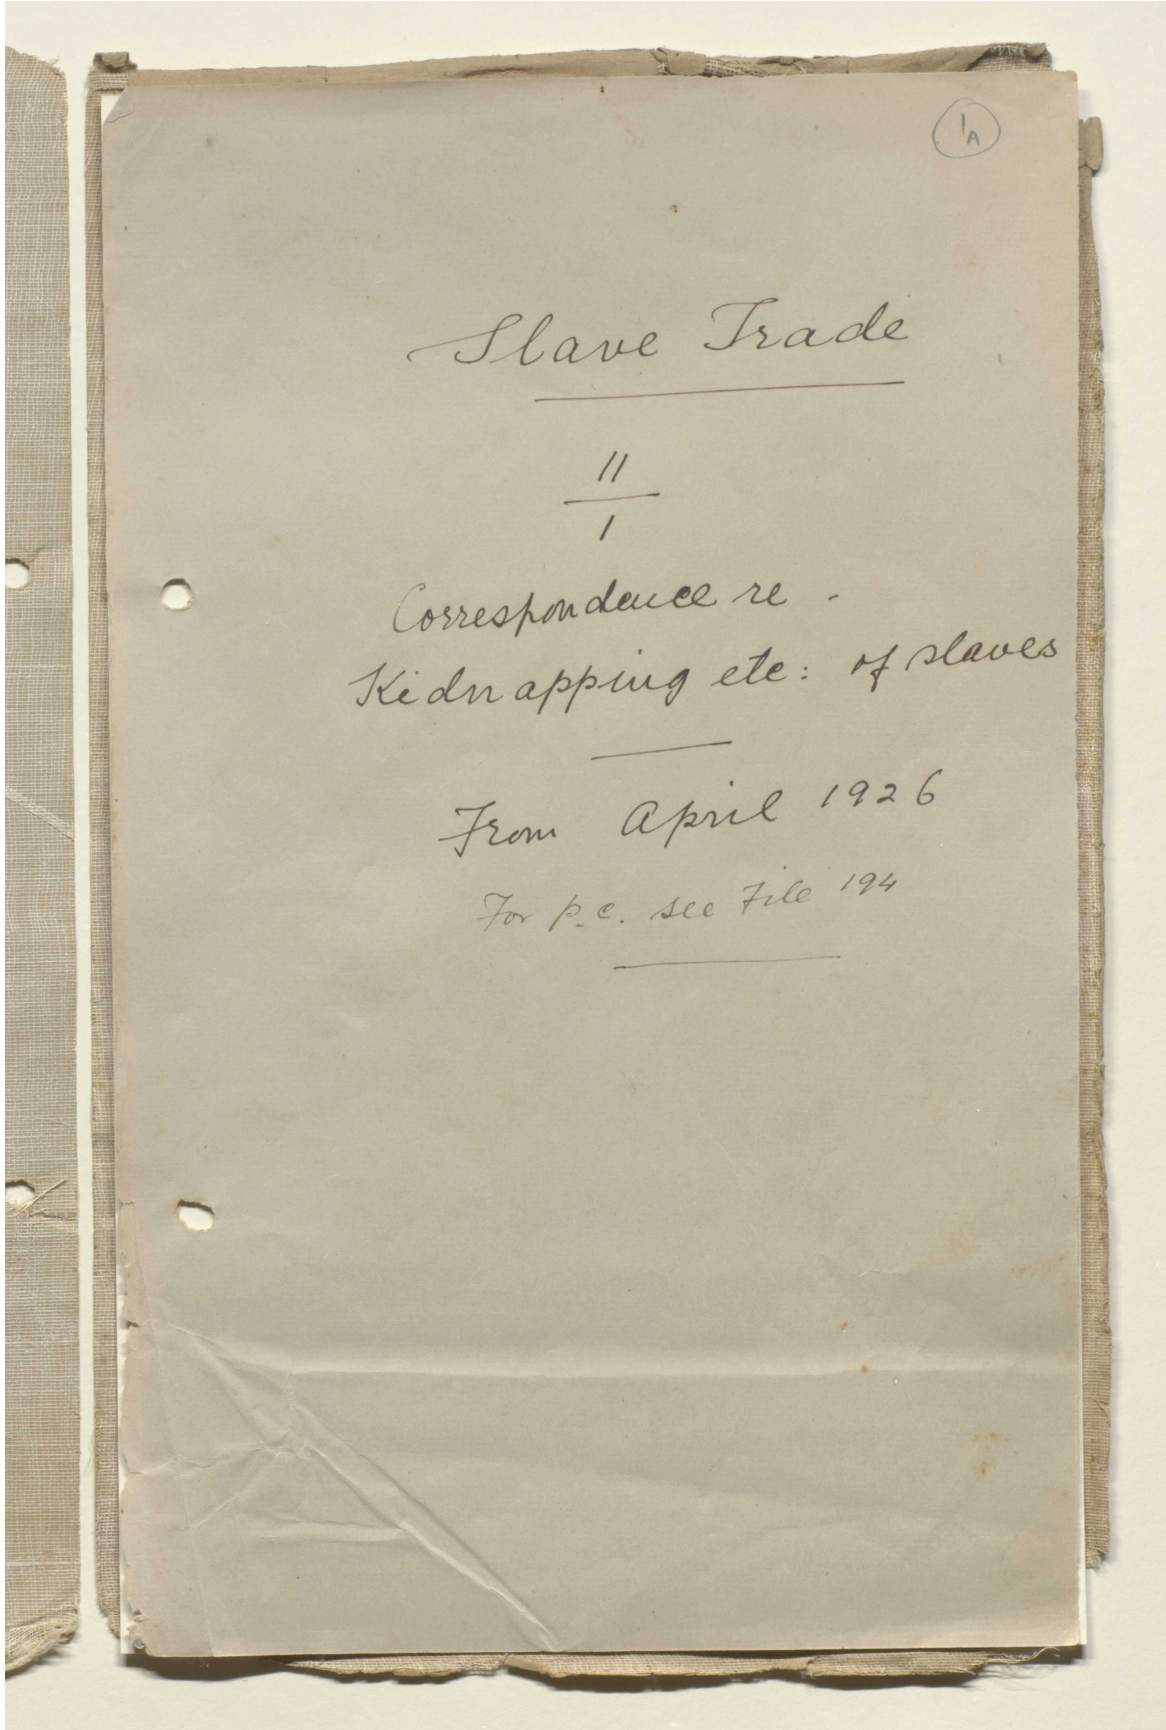 1A
Slave Trade
11
1
Correspondence re -
Kidnapping etc: of slaves
From April 1926
For p.c. see File 194